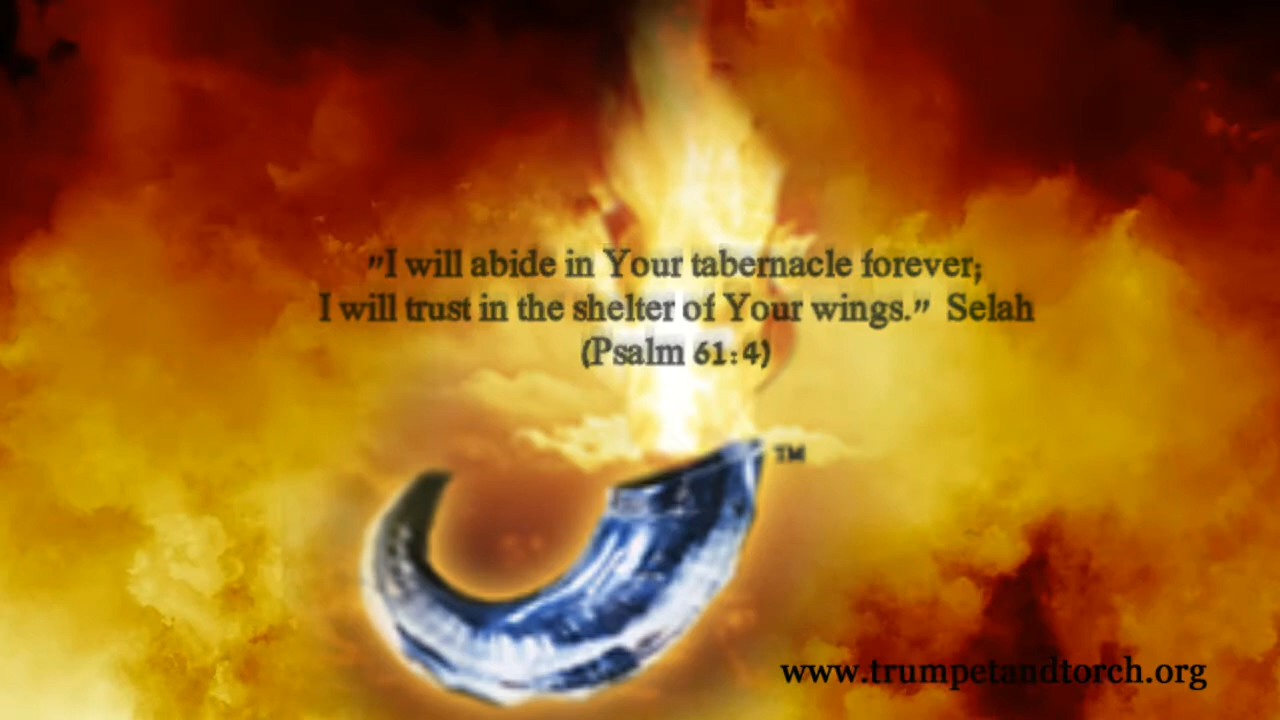 "I will abide in Your tabernacle forever;
I will trust in the shelter of Your wings." Selah
(Psalm 61:4)
TM
www.trumpetandtorch.org